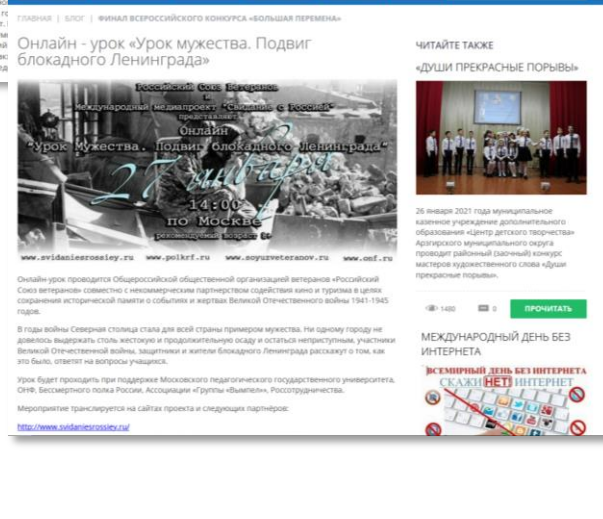 ГЛАВНАЯ | БЛОГ | ФИНАЛ ВСЕРОССИЙСКОГО КОНКУРСА «БОЛЬШАЯ ПЕРЕМЕНА»
Онлайн - урок «Урок мужества. Подвиг
блокадного Ленинграда»
Российский Союз Ветеранов
и
Международный медиапроект "Свидание с Россией"
представляют
Онлайн
"Урок Мужества. Подвиг блокадного Ленинграда"
27 января
14:00
по Москве
рекомендуемый возраст 8+
www.svidaniesrossiey.ru www.polkrf.ru www.soyuzveteranov.ru www.onf.ru
Онлайн-урок проводится Общероссийской общественной организацией ветеранов «Российский
Союз ветеранов» совместно с некоммерческим партнерством содействия кино и туризма в целях
сохранения исторической памяти о событиях и жертвах Великой Отечественного войны 1941-1945
годов.
В годы войны Северная столица стала для всей страны примером мужества. Ни одному городу не
довелось выдержать столь жестокую и продолжительную осаду и остаться неприступным, участники
Великой Отечественной войны, защитники и жители блокадного Ленинграда расскажут о том, как
это было, ответят на вопросы учащихся.
Урок будет проходить при поддержке Московского педагогического государственного университета,
ОНФ, Бессмертного полка России, Ассоциации «Группы «Вымпел», Россотрудничества.
Мероприятие транслируется на сайтах проекта и следующих партнёров:
http://www.svidaniesrossiey.ru/
ЧИТАЙТЕ ТАКЖЕ
«ДУШИ ПРЕКРАСНЫЕ ПОРЫВЫ»
26 января 2021 года муниципальное
казенное учреждение дополнительного
образования «Центр детского творчества»
Арзгирского муниципального округа
проводит районный (заочный) конкурс
мастеров художественного слова «Души
прекрасные порывы».
1480 0 ПРОЧИТАТЬ
МЕЖДУНАРОДНЫЙ ДЕНЬ БЕЗ
ИНТЕРНЕТА
ВСЕМИРНЫЙ ДЕНЬ БЕЗ ИНТЕРНЕТА
СКАЖИ НЕТ! ИНТЕРНЕТ